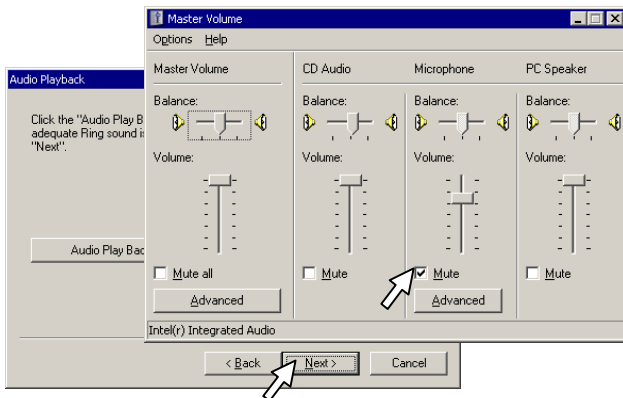 Master Volume
Options Help
Master Volume CD Audio Microphone PC Speaker
Balance: Balance: Balance: Balance:
Volume: Volume: Volume: Volume:
Mute all Mute Mute Mute
Advanced Advanced
Intel(r) Integrated Audio
Audio Playback
Click the "Audio Play B
adequate Ring sound is
"Next".
Audio Play Bac
< Back Next > Cancel